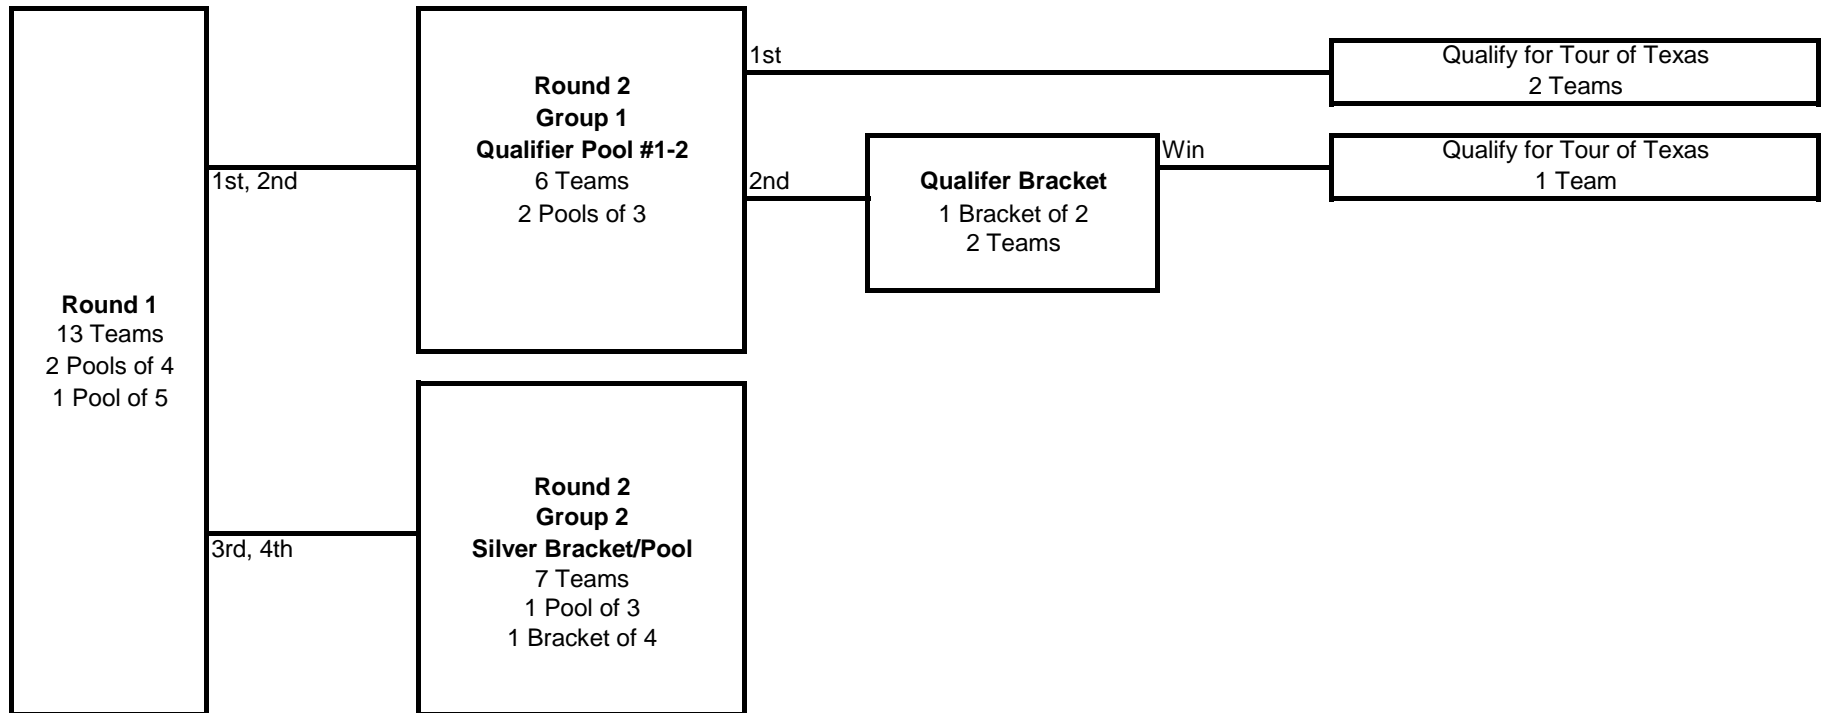 Round 1
13 Teams
2 Pools of 4
1 Pool of 5
1st, 2nd
3rd, 4th
Round 2
Group 1
Qualifier Pool #1-2
6 Teams
2 Pools of 3
Round 2
Group 2
Silver Bracket/Pool
7 Teams
1 Pool of 3
1 Bracket of 4
1st
2nd
Qualifer Bracket
1 Bracket of 2
2 Teams
Win
Qualify for Tour of Texas
2 Teams
Qualify for Tour of Texas
1 Team